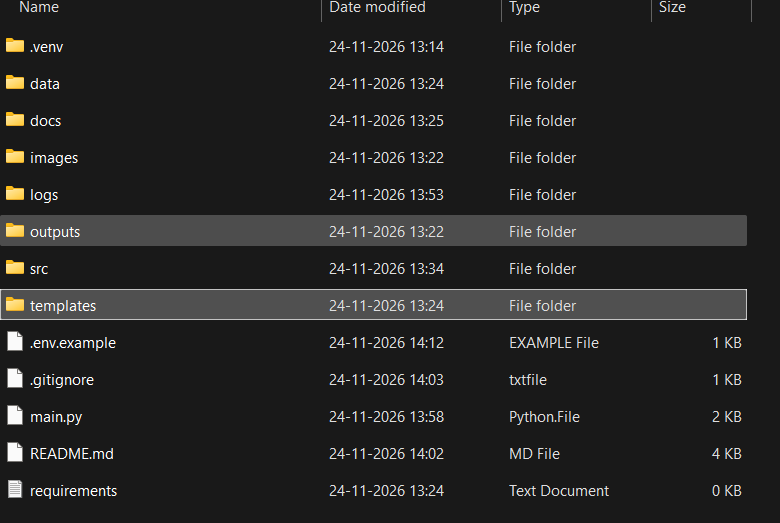 Name Date modified Type Size
.venv 24-11-2026 13:14 File folder
data 24-11-2026 13:24 File folder
docs 24-11-2026 13:25 File folder
images 24-11-2026 13:22 File folder
logs 24-11-2026 13:53 File folder
outputs 24-11-2026 13:22 File folder
src 24-11-2026 13:34 File folder
templates 24-11-2026 13:24 File folder
.env.example 24-11-2026 14:12 EXAMPLE File 1 KB
.gitignore 24-11-2026 14:03 txtfile 1 KB
main.py 24-11-2026 13:58 Python.File 2 KB
README.md 24-11-2026 14:02 MD File 4 KB
requirements 24-11-2026 13:24 Text Document 0 KB